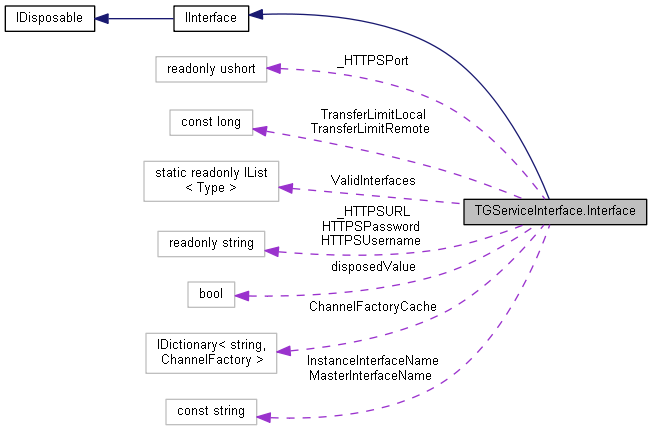 IDisposable
IInterface
readonly ushort
_HTTPSPort
const long
TransferLimitLocal
TransferLimitRemote
static readonly IList
< Type >
ValidInterfaces
TGServiceInterface.Interface
readonly string
_HTTPSURL
HTTPSPassword
HTTPSUsername
bool
disposedValue
IDictionary< string,
ChannelFactory >
ChannelFactoryCache
const string
InstanceInterfaceName
MasterInterfaceName